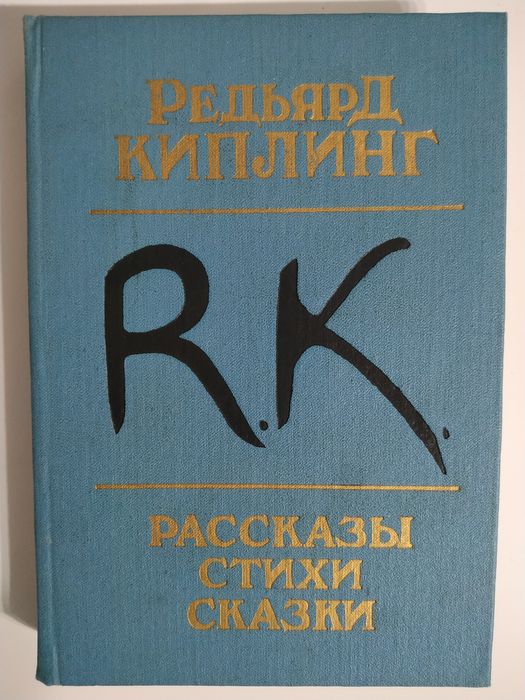 Редьярд
Киплинг
R.K.
Рассказы
стихи
сказки